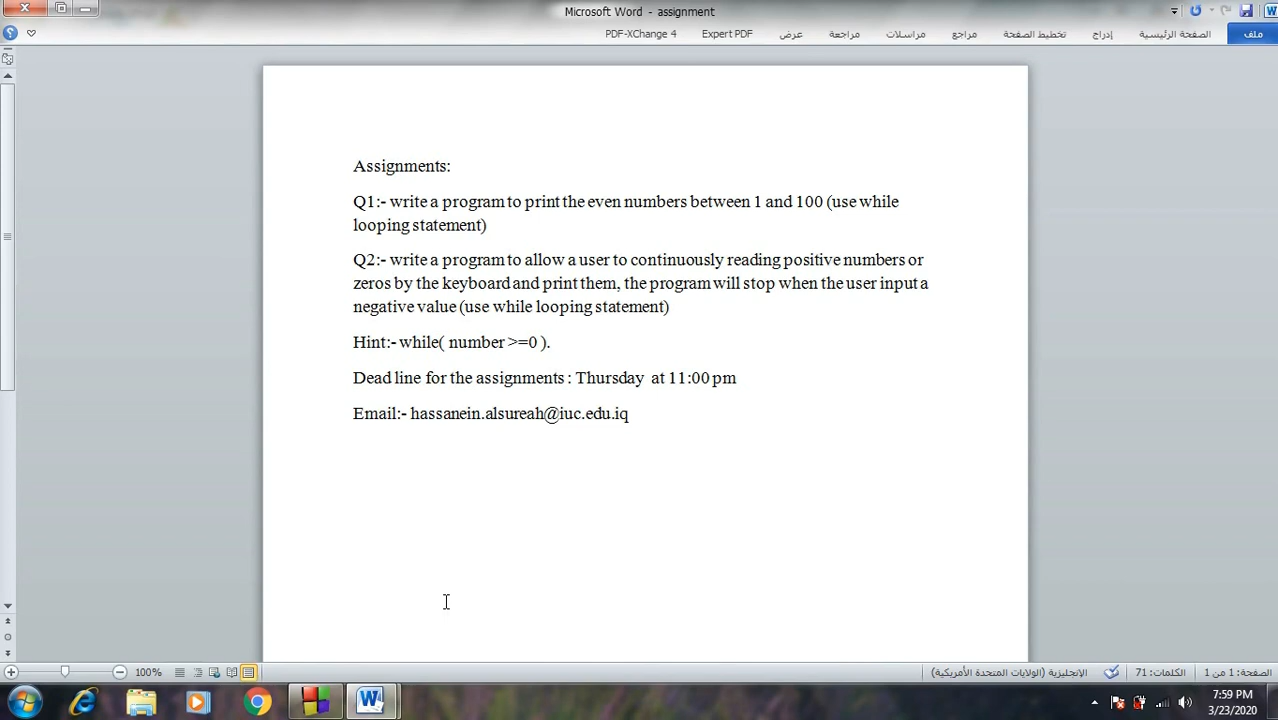 Microsoft Word - assignment
ملف الصفحة الرئيسية إدراج تخطيط الصفحة مراجع مراسلات مراجعة عرض Expert PDF PDF-XChange 4
Assignments:
Q1:- write a program to print the even numbers between 1 and 100 (use while
looping statement)
Q2:- write a program to allow a user to continuously reading positive numbers or
zeros by the keyboard and print them, the program will stop when the user input a
negative value (use while looping statement)
Hint:- while( number >=0 ).
Dead line for the assignments : Thursday at 11:00 pm
Email:- hassanein.alsureah@iuc.edu.iq
الصفحة: 1 من 1 الكلمات: 71 الإنجليزية (الولايات المتحدة الأمريكية) 100%
7:59 PM
3/23/2020